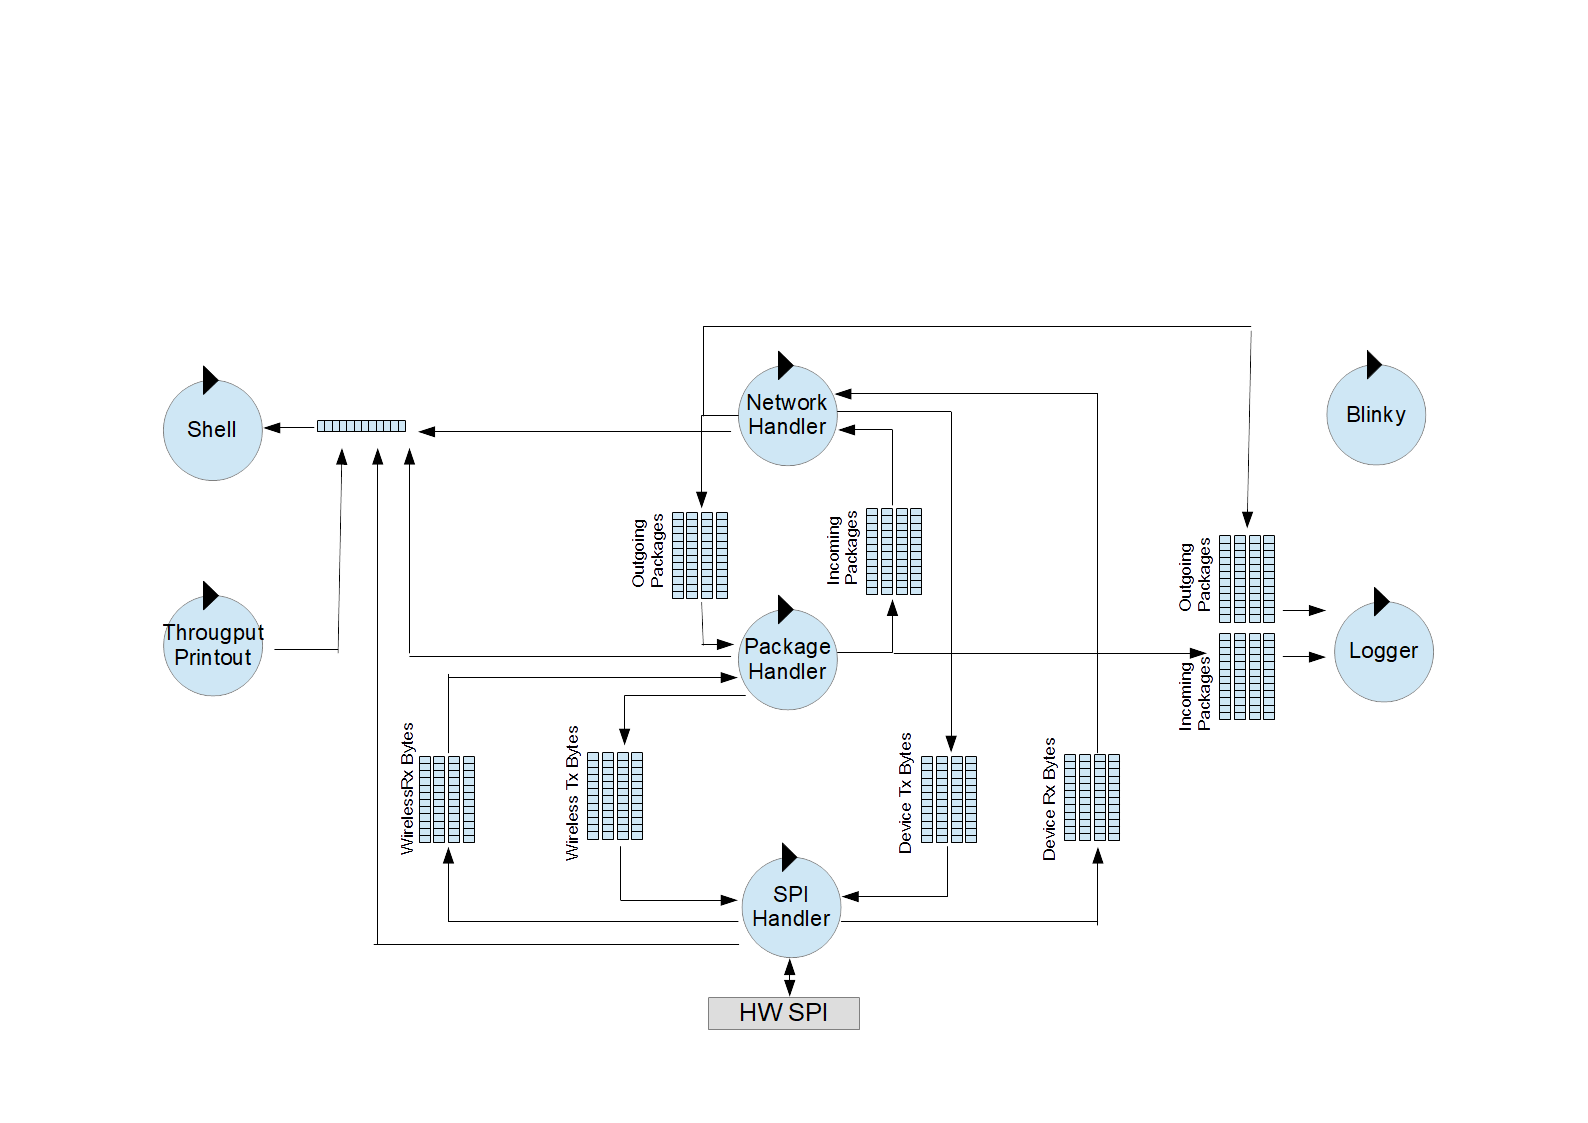 Shell
Network
Handler
Blinky
Outgoing
Packages
Incoming
Packages
Outgoing
Packages
Througput
Printout
Package
Handler
Logger
Incoming
Packages
WirelessRx Bytes
Wireless Tx Bytes
Device Tx Bytes
Device Rx Bytes
SPI
Handler
HW SPI